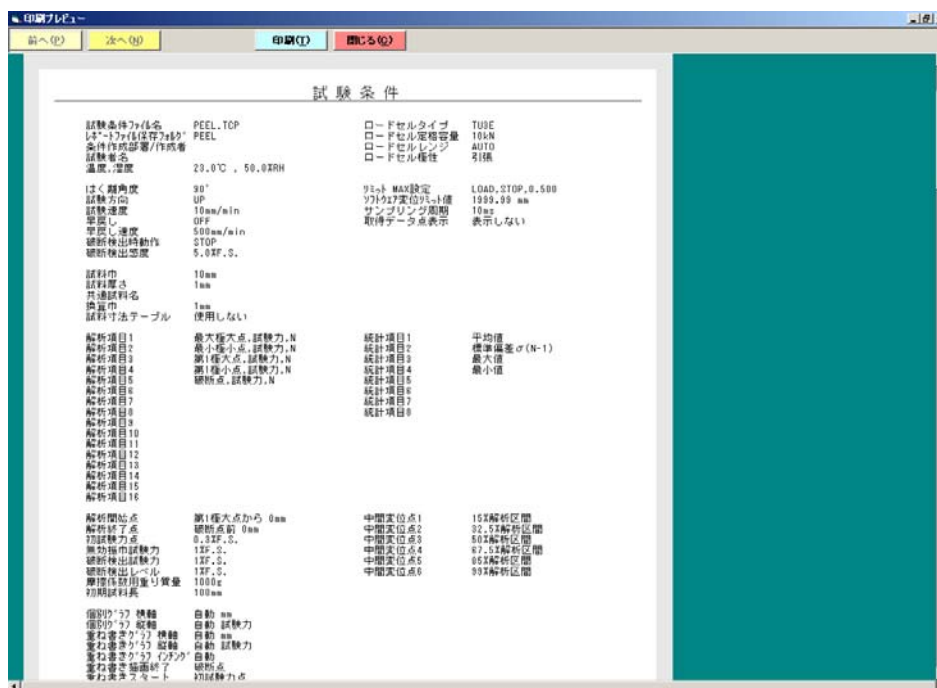 印刷プレビュー
前へ(P) 次へ(N) 印刷(I) 閉じる(C)
試験条件
試験条件ファイル名 PEEL.TCP ロードセルタイプ TU3E
レポートファイル保存フォルダ PEEL ロードセル定格容量 10kN
条件作成部署/作成者 ロードセルレンジ AUTO
試験者名 ロードセル極性 引張
温度,湿度 23.0℃ , 50.0%RH
はく離角度 90° リミット MAX設定 LOAD,STOP,0.500
試験方向 UP ソフトウエア変位リミット値 1999.99 mm
試験速度 10mm/min サンプリング周期 10ms
早戻し OFF 取得データ点表示 表示しない
早戻し速度 500mm/min
破断検出時動作 STOP
破断検出感度 5.0%F.S.
試料巾 10mm
試料厚さ 1mm
共通試料名
換算巾 1mm
試料寸法テーブル 使用しない
解析項目1 最大極大点,試験力,N 統計項目1 平均値
解析項目2 最小極小点,試験力,N 統計項目2 標準偏差σ(N-1)
解析項目3 第1極大点,試験力,N 統計項目3 最大値
解析項目4 第1極小点,試験力,N 統計項目4 最小値
解析項目5 破断点,試験力,N 統計項目5
解析項目6 統計項目6
解析項目7 統計項目7
解析項目8 統計項目8
解析項目9
解析項目10
解析項目11
解析項目12
解析項目13
解析項目14
解析項目15
解析項目16
解析開始点 第1極大点から 0mm 中間変位点1 15%解析区間
解析終了点 破断点前 0mm 中間変位点2 32.5%解析区間
初試験力点 0.3%F.S. 中間変位点3 50%解析区間
無効振巾試験力 1%F.S. 中間変位点4 67.5%解析区間
破断検出試験力 1%F.S. 中間変位点5 85%解析区間
破断検出レベル 1%F.S. 中間変位点6 99%解析区間
摩擦係数用重り質量 1000g
初期試料長 100mm
個別グラフ 横軸 自動 mm
個別グラフ 縦軸 自動 試験力
重ね書きグラフ 横軸 自動 mm
重ね書きグラフ 縦軸 自動 試験力
重ね書きグラフ インチング 自動
重ね書き描画終了 破断点
重ね書きスタート 初試験力点